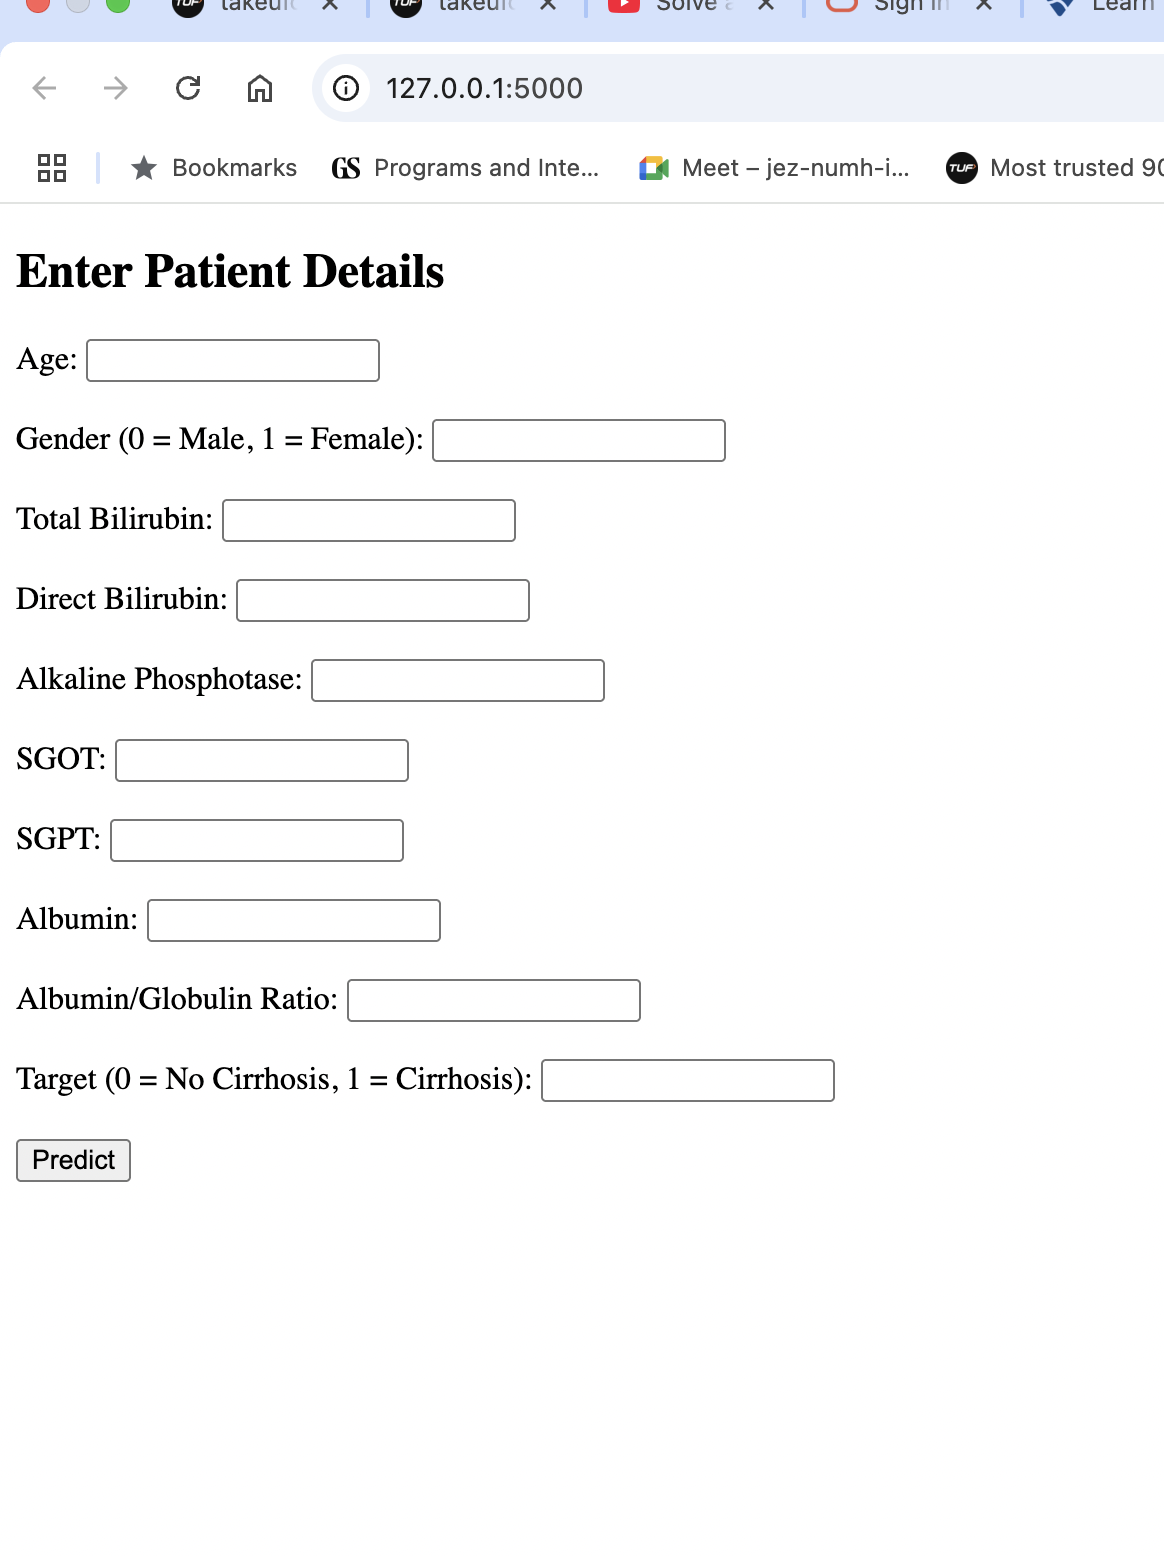 takeuf
takeuf
Solve a
Sign in
Learn
127.0.0.1:5000
Bookmarks
GS Programs and Inte...
Meet – jez-numh-i...
TUF Most trusted 90
Enter Patient Details
Age:
Gender (0 = Male, 1 = Female):
Total Bilirubin:
Direct Bilirubin:
Alkaline Phosphotase:
SGOT:
SGPT:
Albumin:
Albumin/Globulin Ratio:
Target (0 = No Cirrhosis, 1 = Cirrhosis):
Predict